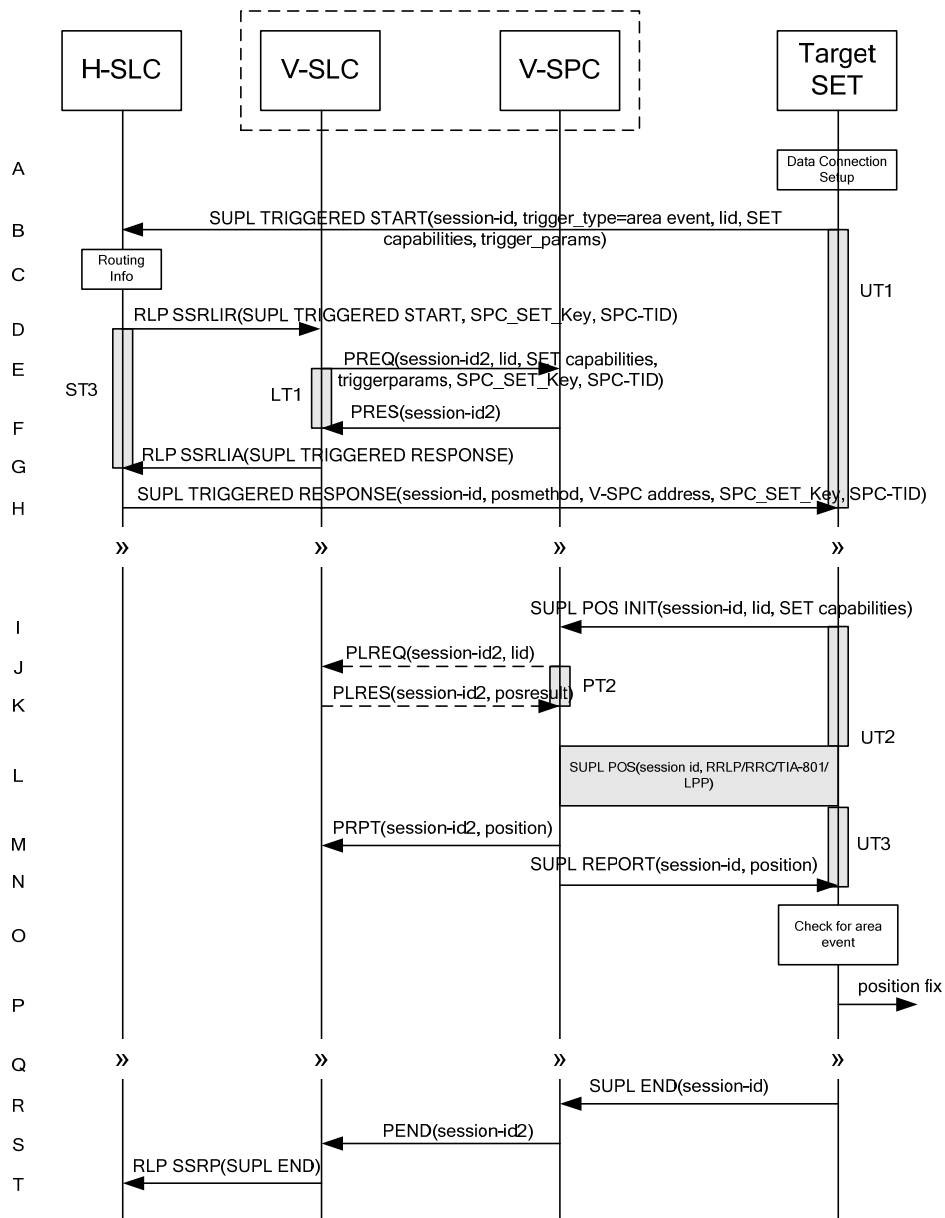 H-SLC
V-SLC
V-SPC
Target
SET
A
Data Connection
Setup
B
SUPL TRIGGERED START(session-id, trigger_type=area event, lid, SET
capabilities, trigger_params)
C
Routing
Info
UT1
D
RLP SSRLIR(SUPL TRIGGERED START, SPC_SET_Key, SPC-TID)
E
PREQ(session-id2, lid, SET capabilities,
triggerparams, SPC_SET_Key, SPC-TID)
ST3
LT1
F
PRES(session-id2)
G
RLP SSRLIA(SUPL TRIGGERED RESPONSE)
H
SUPL TRIGGERED RESPONSE(session-id, posmethod, V-SPC address, SPC_SET_Key, SPC-TID)
» » » »
I
SUPL POS INIT(session-id, lid, SET capabilities)
J
PLREQ(session-id2, lid)
PT2
K
PLRES(session-id2, posresult)
UT2
L
SUPL POS(session id, RRLP/RRC/TIA-801/
LPP)
M
PRPT(session-id2, position)
UT3
N
SUPL REPORT(session-id, position)
O
Check for area
event
P
position fix
Q
» » » »
R
SUPL END(session-id)
S
PEND(session-id2)
T
RLP SSRP(SUPL END)